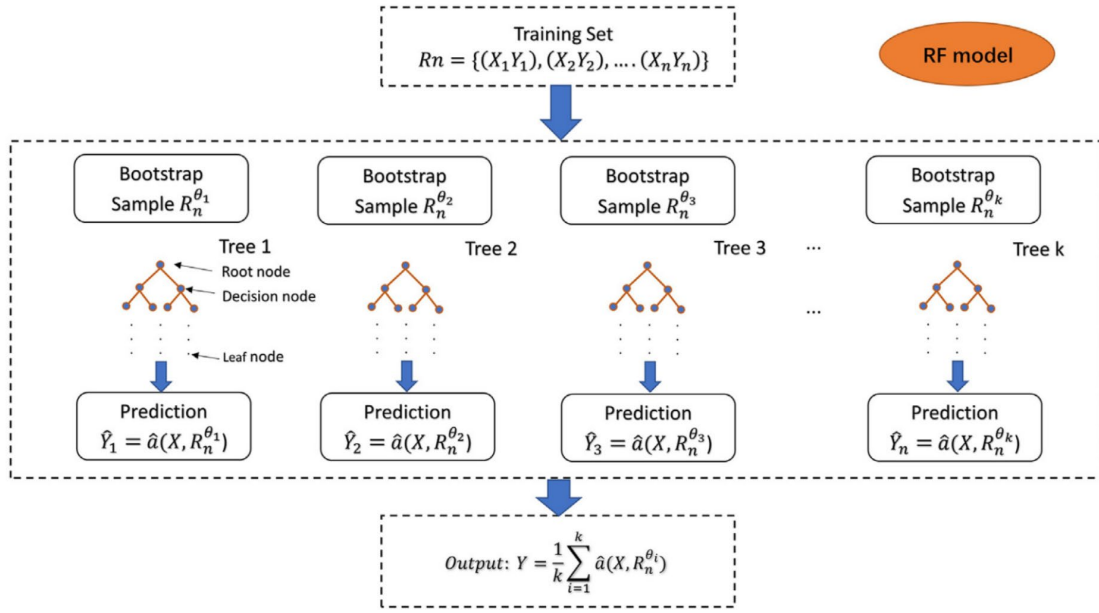 Training Set
Rn = {(X₁Y₁), (X₂Y₂), .... (XₙYₙ)}
RF model
Bootstrap
Sample R_n^{θ₁}
Bootstrap
Sample R_n^{θ₂}
Bootstrap
Sample R_n^{θ₃}
Bootstrap
Sample R_n^{θₖ}
Tree 1
Tree 2
Tree 3
...
Tree k
Root node
Decision node
...
Leaf node
Prediction
Ŷ₁ = â(X, R_n^{θ₁})
Prediction
Ŷ₂ = â(X, R_n^{θ₂})
Prediction
Ŷ₃ = â(X, R_n^{θ₃})
Prediction
Ŷₙ = â(X, R_n^{θₖ})
Output: Y = \frac{1}{k} \sum_{i=1}^{k} â(X, R_n^{θᵢ})